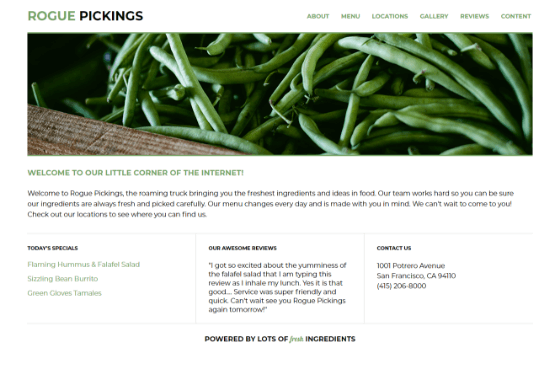 ROGUE PICKINGS
ABOUT MENU LOCATIONS GALLERY REVIEWS CONTENT
WELCOME TO OUR LITTLE CORNER OF THE INTERNET!
Welcome to Rogue Pickings, the roaming truck bringing you the freshest ingredients and ideas in food. Our team works hard so you can be sure
our ingredients are always fresh and picked carefully. Our menu changes every day and is made with you in mind. We can't wait to come to you!
Check out our locations to see where you can find us.
TODAY'S SPECIALS
Flaming Hummus & Falafel Salad
Sizzling Bean Burrito
Green Gloves Tamales
OUR AWESOME REVIEWS
"I got so excited about the yumminess of
the falafel salad that I am typing this
review as I inhale my lunch. Yes it is that
good.... Service was super friendly and
quick. Can't wait see you Rogue Pickings
again tomorrow!"
CONTACT US
1001 Potrero Avenue
San Francisco, CA 94110
(415) 206-8000
POWERED BY LOTS OF fresh INGREDIENTS